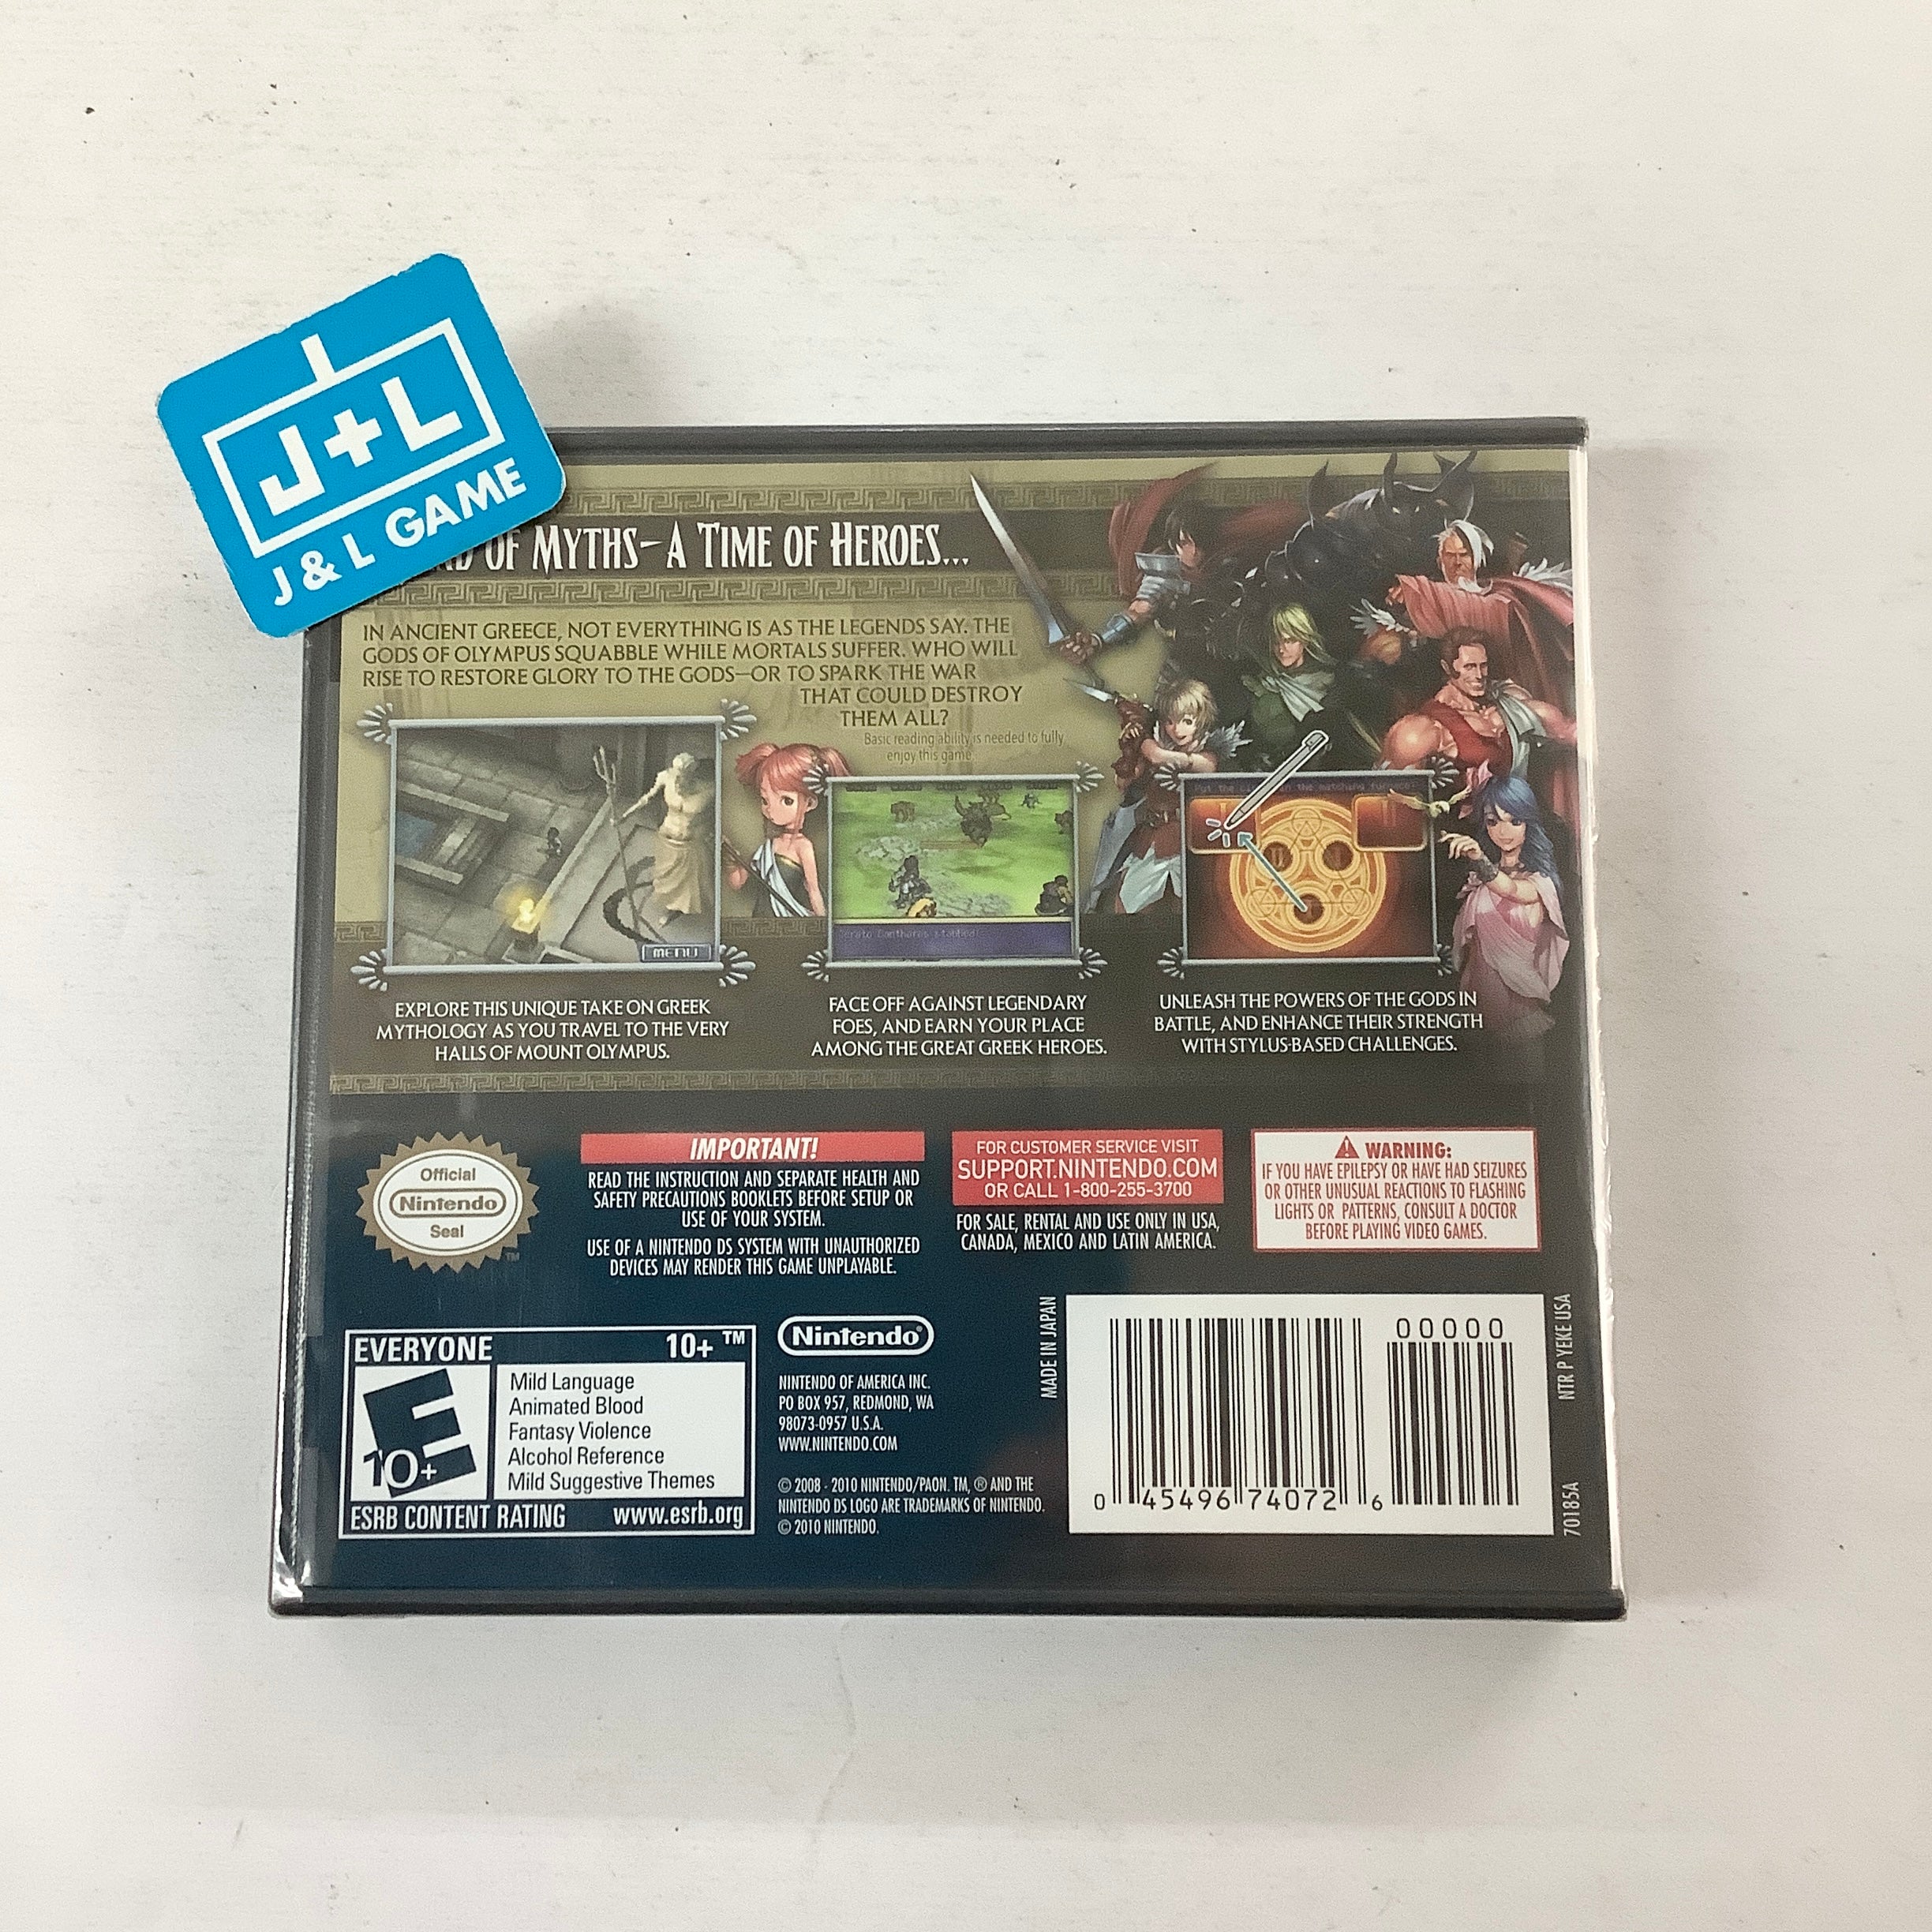 J+L
J & L GAME
OF MYTHS–A TIME OF HEROES...
IN ANCIENT GREECE, NOT EVERYTHING IS AS THE LEGENDS SAY. THE
GODS OF OLYMPUS SQUABBLE WHILE MORTALS SUFFER. WHO WILL
RISE TO RESTORE GLORY TO THE GODS—OR TO SPARK THE WAR
THAT COULD DESTROY
THEM ALL?
Basic reading ability is needed to fully
enjoy this game.
MENU
stabbed!
EXPLORE THIS UNIQUE TAKE ON GREEK
MYTHOLOGY AS YOU TRAVEL TO THE VERY
HALLS OF MOUNT OLYMPUS.
FACE OFF AGAINST LEGENDARY
FOES, AND EARN YOUR PLACE
AMONG THE GREAT GREEK HEROES.
UNLEASH THE POWERS OF THE GODS IN
BATTLE, AND ENHANCE THEIR STRENGTH
WITH STYLUS-BASED CHALLENGES.
Official
Nintendo
Seal
TM
IMPORTANT!
READ THE INSTRUCTION AND SEPARATE HEALTH AND
SAFETY PRECAUTIONS BOOKLETS BEFORE SETUP OR
USE OF YOUR SYSTEM.
USE OF A NINTENDO DS SYSTEM WITH UNAUTHORIZED
DEVICES MAY RENDER THIS GAME UNPLAYABLE.
FOR CUSTOMER SERVICE VISIT
SUPPORT.NINTENDO.COM
OR CALL 1-800-255-3700
FOR SALE, RENTAL AND USE ONLY IN USA,
CANADA, MEXICO AND LATIN AMERICA.
WARNING:
IF YOU HAVE EPILEPSY OR HAVE HAD SEIZURES
OR OTHER UNUSUAL REACTIONS TO FLASHING
LIGHTS OR PATTERNS, CONSULT A DOCTOR
BEFORE PLAYING VIDEO GAMES.
EVERYONE 10+ ™
E
10+
Mild Language
Animated Blood
Fantasy Violence
Alcohol Reference
Mild Suggestive Themes
ESRB CONTENT RATING www.esrb.org
Nintendo®
NINTENDO OF AMERICA INC.
PO BOX 957, REDMOND, WA
98073-0957 U.S.A.
WWW.NINTENDO.COM
© 2008 - 2010 NINTENDO/PAON. TM, ® AND THE
NINTENDO DS LOGO ARE TRADEMARKS OF NINTENDO.
© 2010 NINTENDO.
MADE IN JAPAN
00000
0 45496 74072 6
NTR P YEKE USA
70185A